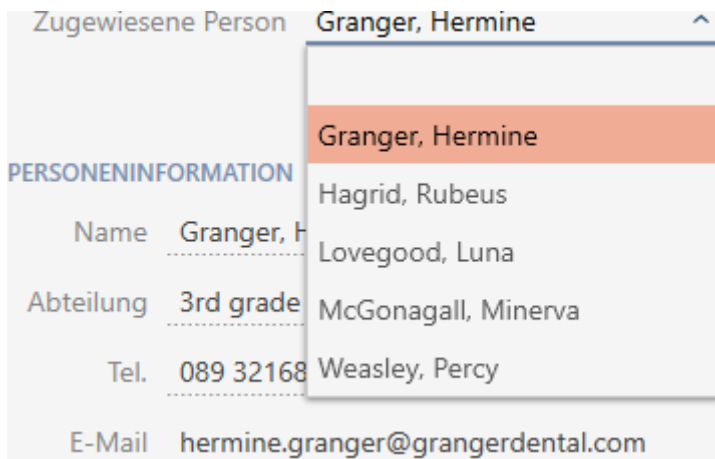 Zugewiesene Person Granger, Hermine
Granger, Hermine
PERSONENINFORMATION
Hagrid, Rubeus
Name Granger, H
Lovegood, Luna
Abteilung 3rd grade
McGonagall, Minerva
Tel. 089 32168
Weasley, Percy
E-Mail hermine.granger@grangerdental.com